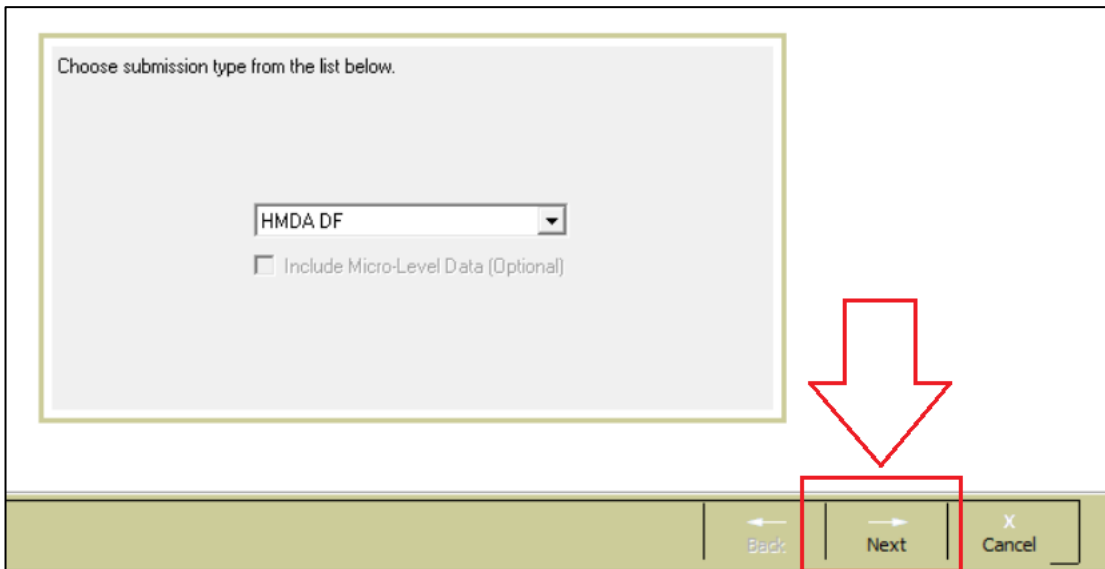 Choose submission type from the list below.
HMDA DF
Include Micro-Level Data (Optional)
Back
Next
X
Cancel